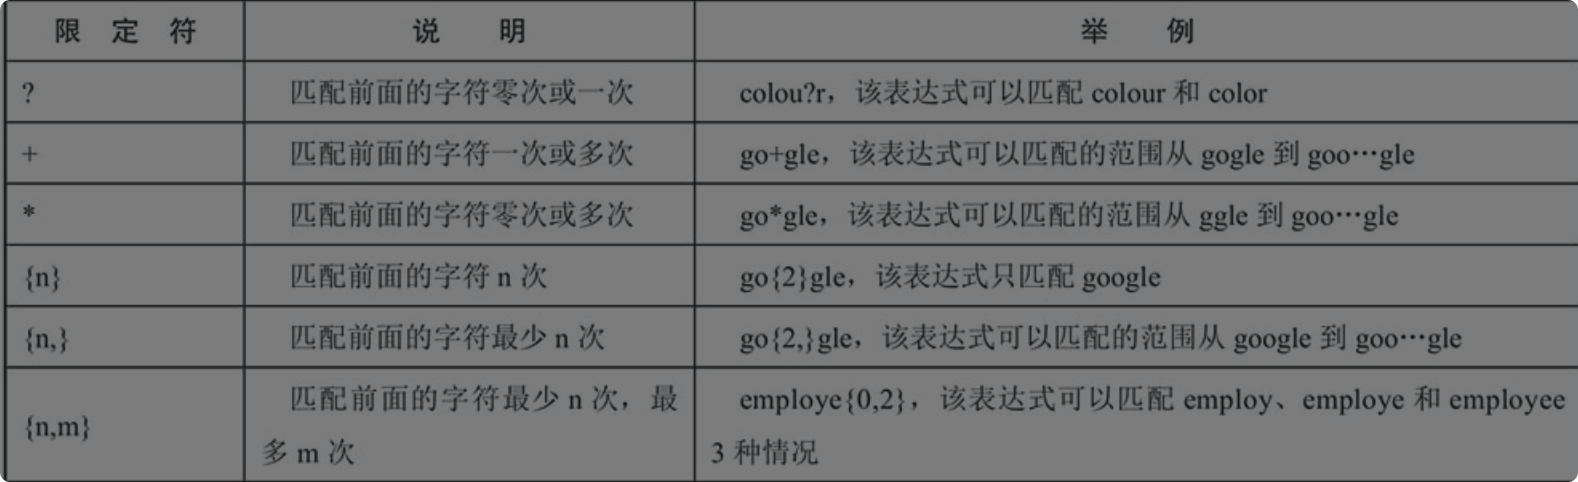 限 定 符 说 明 举 例
? 匹配前面的字符零次或一次 colou?r，该表达式可以匹配 colour 和 color
+ 匹配前面的字符一次或多次 go+gle，该表达式可以匹配的范围从 gogle 到 goo…gle
* 匹配前面的字符零次或多次 go*gle，该表达式可以匹配的范围从 ggle 到 goo…gle
{n} 匹配前面的字符 n 次 go{2}gle，该表达式只匹配 google
{n,} 匹配前面的字符最少 n 次 go{2,}gle，该表达式可以匹配的范围从 google 到 goo…gle
{n,m}
匹配前面的字符最少 n 次，最
多 m 次
employe{0,2}，该表达式可以匹配 employ、employe 和 employee
3 种情况